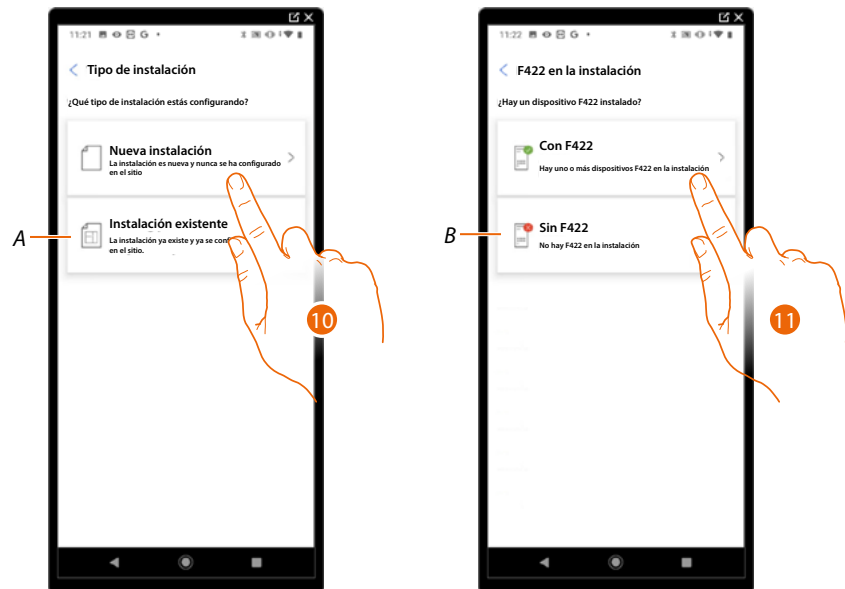 11:21 G
Tipo de instalación
¿Qué tipo de instalación estás configurando?
Nueva instalación
La instalación es nueva y nunca se ha configurado
en el sitio
A
Instalación existente
La instalación ya existe y ya se
en el sitio.
10
11:22 G
F422 en la instalación
¿Hay un dispositivo F422 instalado?
Con F422
Hay uno o más dispositivos F422 en la instalación
B
Sin F422
No hay F422 en la instalación
11